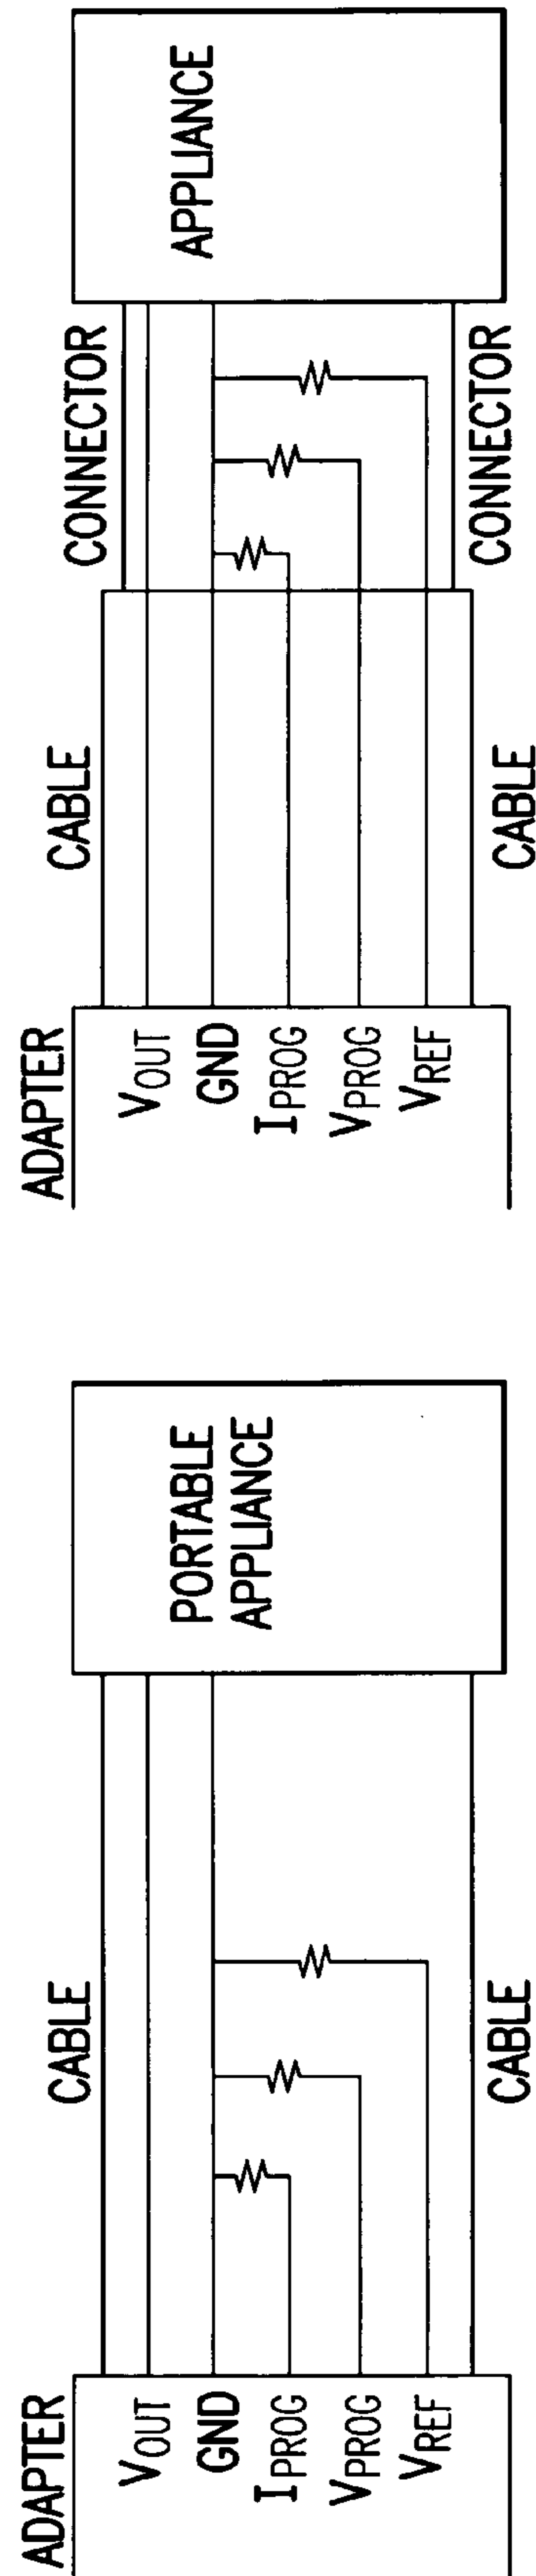 ADAPTER
VOUT
GND
IPROG
VPROG
VREF
CABLE
CABLE
PORTABLE
APPLIANCE
ADAPTER
VOUT
GND
IPROG
VPROG
VREF
CABLE
CABLE
CONNECTOR
CONNECTOR
APPLIANCE